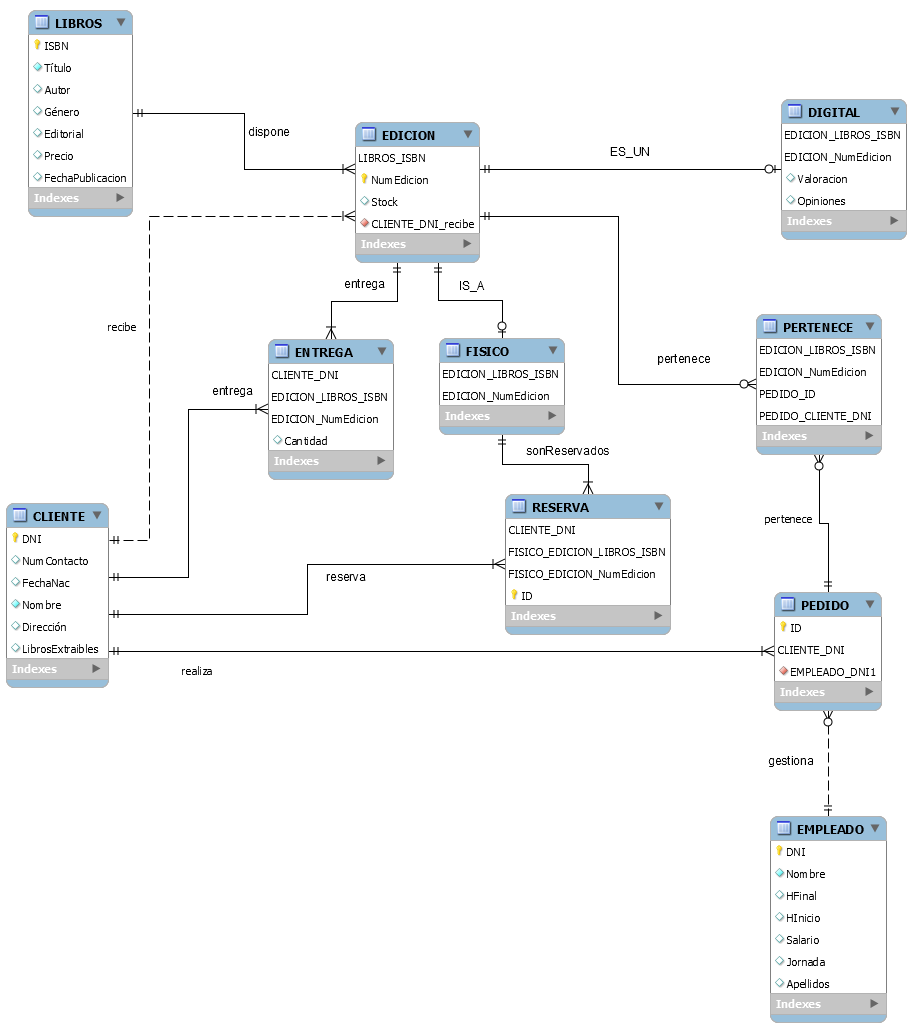 LIBROS
ISBN
Título
Autor
Género
Editorial
Precio
FechaPublicacion
Indexes
dispone
EDICION
LIBROS_ISBN
NumEdicion
Stock
CLIENTE_DNI_recibe
Indexes
ES_UN
DIGITAL
EDICION_LIBROS_ISBN
EDICION_NumEdicion
Valoracion
Opiniones
Indexes
entrega
IS_A
recibe
ENTREGA
CLIENTE_DNI
EDICION_LIBROS_ISBN
EDICION_NumEdicion
Cantidad
Indexes
entrega
FISICO
EDICION_LIBROS_ISBN
EDICION_NumEdicion
Indexes
pertenece
PERTENECE
EDICION_LIBROS_ISBN
EDICION_NumEdicion
PEDIDO_ID
PEDIDO_CLIENTE_DNI
Indexes
sonReservados
CLIENTE
DNI
NumContacto
FechaNac
Nombre
Dirección
LibrosExtraibles
Indexes
reserva
RESERVA
CLIENTE_DNI
FISICO_EDICION_LIBROS_ISBN
FISICO_EDICION_NumEdicion
ID
Indexes
pertenece
realiza
PEDIDO
ID
CLIENTE_DNI
EMPLEADO_DNI1
Indexes
gestiona
EMPLEADO
DNI
Nombre
HFinal
HInicio
Salario
Jornada
Apellidos
Indexes